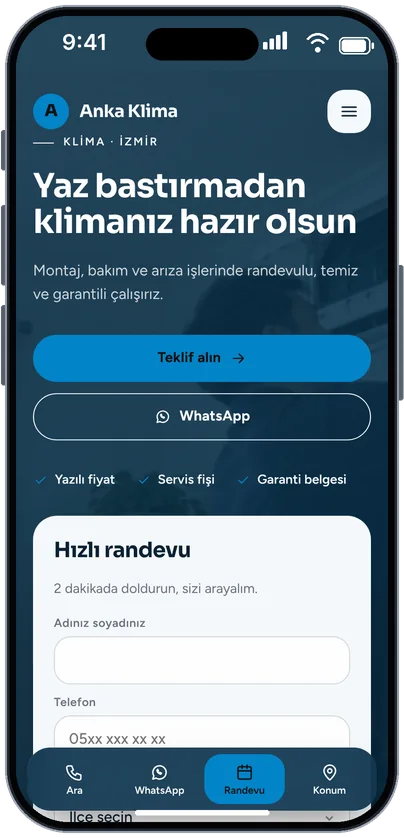 9:41
A Anka Klima
KLİMA · İZMİR
Yaz bastırmadan
klimanız hazır olsun
Montaj, bakım ve arıza işlerinde randevulu, temiz
ve garantili çalışırız.
Teklif alın →
WhatsApp
✓ Yazılı fiyat ✓ Servis fişi ✓ Garanti belgesi
Hızlı randevu
2 dakikada doldurun, sizi arayalım.
Adınız soyadınız
Telefon
05xx xxx xx xx
Ara WhatsApp Randevu Konum
İlçe seçin